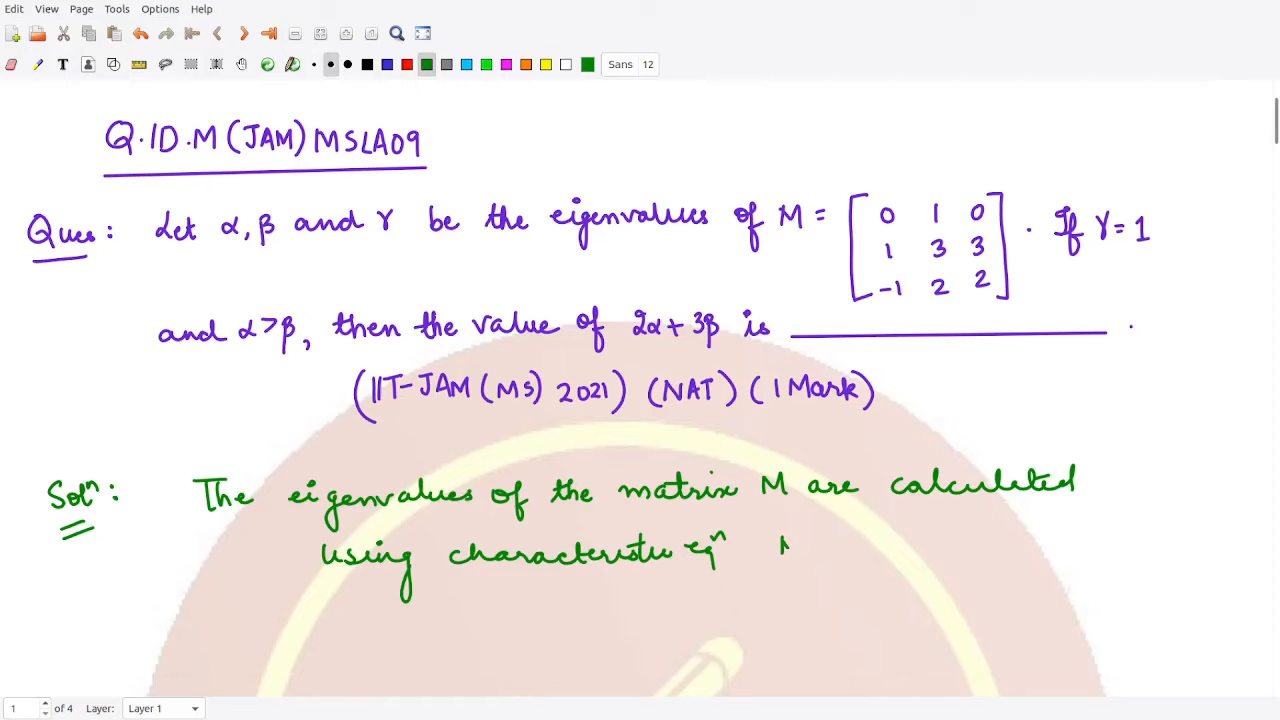 Edit View Page Tools Options Help
Sans 12
Q.ID.M(JAM)MSLA09
Ques: Let α, β and γ be the eigenvalues of M = [0 1 0
1 3 3
-1 2 2]. If γ = 1
and α > β, then the value of 2α + 3β is ________ .
(IIT-JAM (MS) 2021) (NAT) (1 Mark)
Solⁿ: The eigenvalues of the matrix M are calculated
using characteristic eqⁿ
1 of 4 Layer: Layer 1